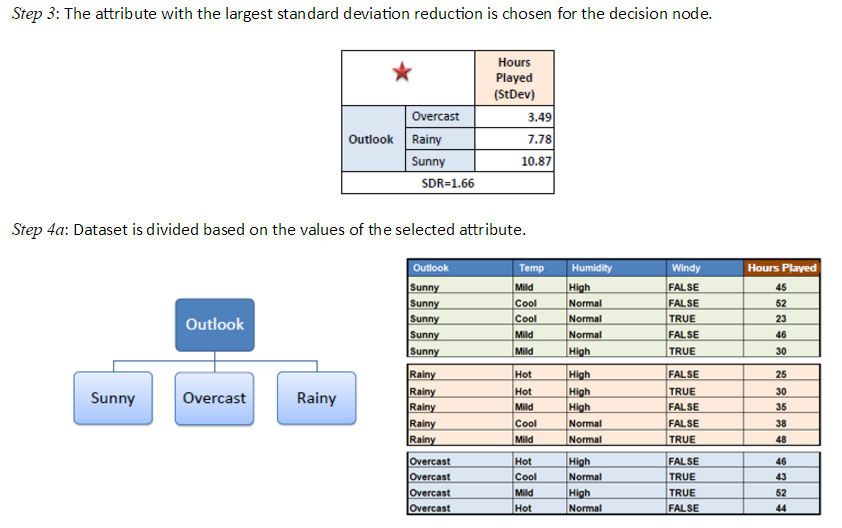 Step 3: The attribute with the largest standard deviation reduction is chosen for the decision node.
Hours
Played
(StDev)
Overcast 3.49
Outlook Rainy 7.78
Sunny 10.87
SDR=1.66
Step 4a: Dataset is divided based on the values of the selected attribute.
Outlook
Sunny Overcast Rainy
Outlook Temp Humidity Windy Hours Played
Sunny Mild High FALSE 45
Sunny Cool Normal FALSE 52
Sunny Cool Normal TRUE 23
Sunny Mild Normal FALSE 46
Sunny Mild High TRUE 30
Rainy Hot High FALSE 25
Rainy Hot High TRUE 30
Rainy Mild High FALSE 35
Rainy Cool Normal FALSE 38
Rainy Mild Normal TRUE 48
Overcast Hot High FALSE 46
Overcast Cool Normal TRUE 43
Overcast Mild High TRUE 52
Overcast Hot Normal FALSE 44